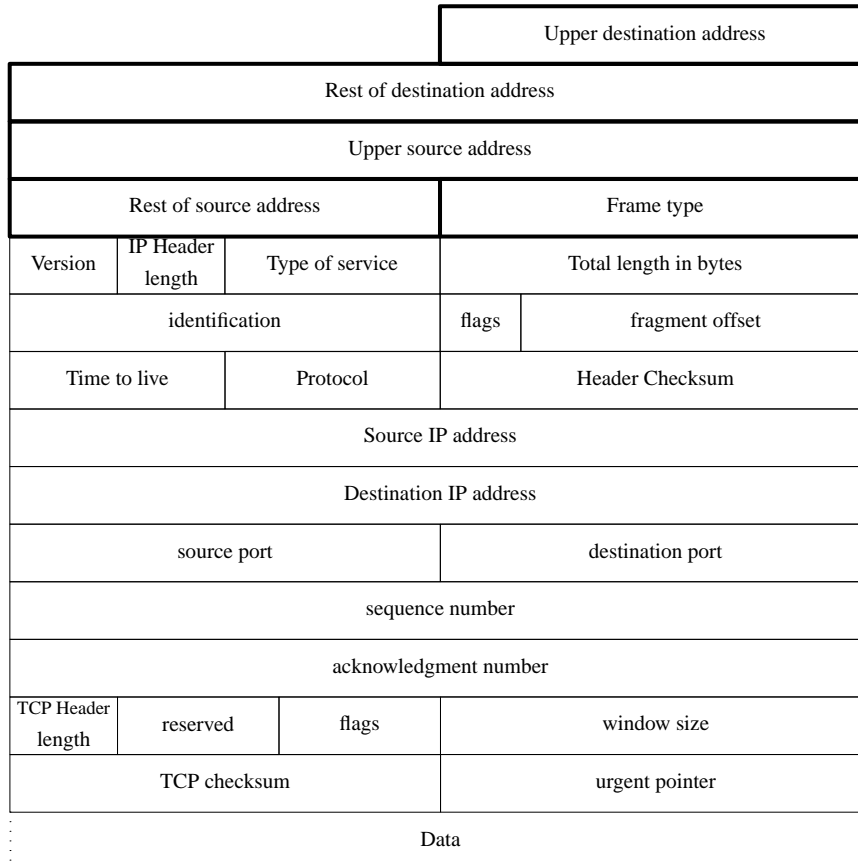 Upper destination address
Rest of destination address
Upper source address
Rest of source address Frame type
Version IP Header length Type of service Total length in bytes
identification flags fragment offset
Time to live Protocol Header Checksum
Source IP address
Destination IP address
source port destination port
sequence number
acknowledgment number
TCP Header length reserved flags window size
TCP checksum urgent pointer
Data